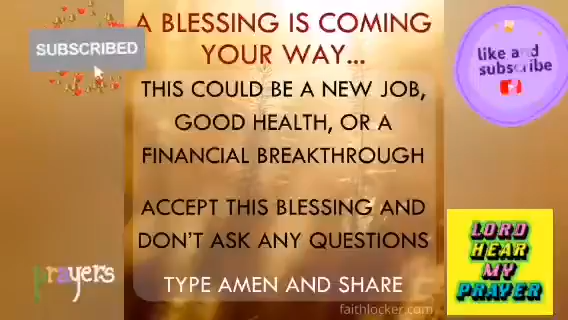 A BLESSING IS COMING
YOUR WAY...
THIS COULD BE A NEW JOB,
GOOD HEALTH, OR A
FINANCIAL BREAKTHROUGH
ACCEPT THIS BLESSING AND
DON'T ASK ANY QUESTIONS
TYPE AMEN AND SHARE
faithlocker.com
SUBSCRIBED
like and
subscribe
prayers
LORD
HEAR
MY
PRAYER